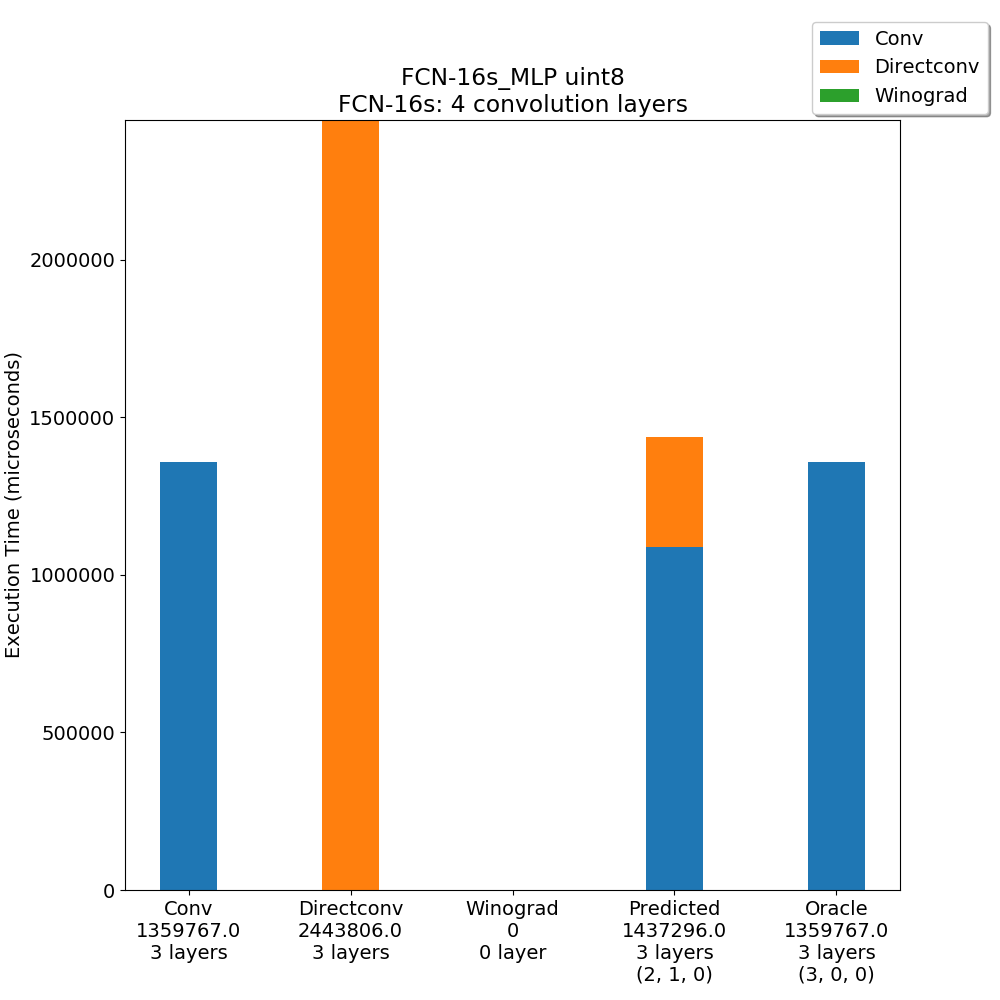 Conv
Directconv
Winograd
FCN-16s_MLP uint8
FCN-16s: 4 convolution layers
Execution Time (microseconds)
2000000
1500000
1000000
500000
0
Conv
1359767.0
3 layers
Directconv
2443806.0
3 layers
Winograd
0
0 layer
Predicted
1437296.0
3 layers
(2, 1, 0)
Oracle
1359767.0
3 layers
(3, 0, 0)